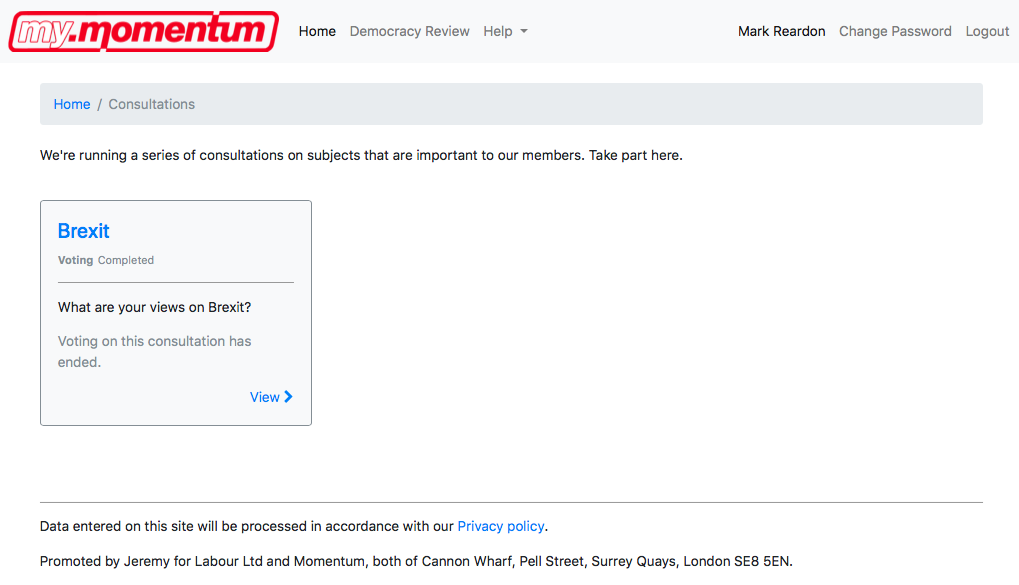 my.momentum Home Democracy Review Help Mark Reardon Change Password Logout
Home / Consultations
We're running a series of consultations on subjects that are important to our members. Take part here.
Brexit
Voting Completed
What are your views on Brexit?
Voting on this consultation has
ended.
View
Data entered on this site will be processed in accordance with our Privacy policy.
Promoted by Jeremy for Labour Ltd and Momentum, both of Cannon Wharf, Pell Street, Surrey Quays, London SE8 5EN.